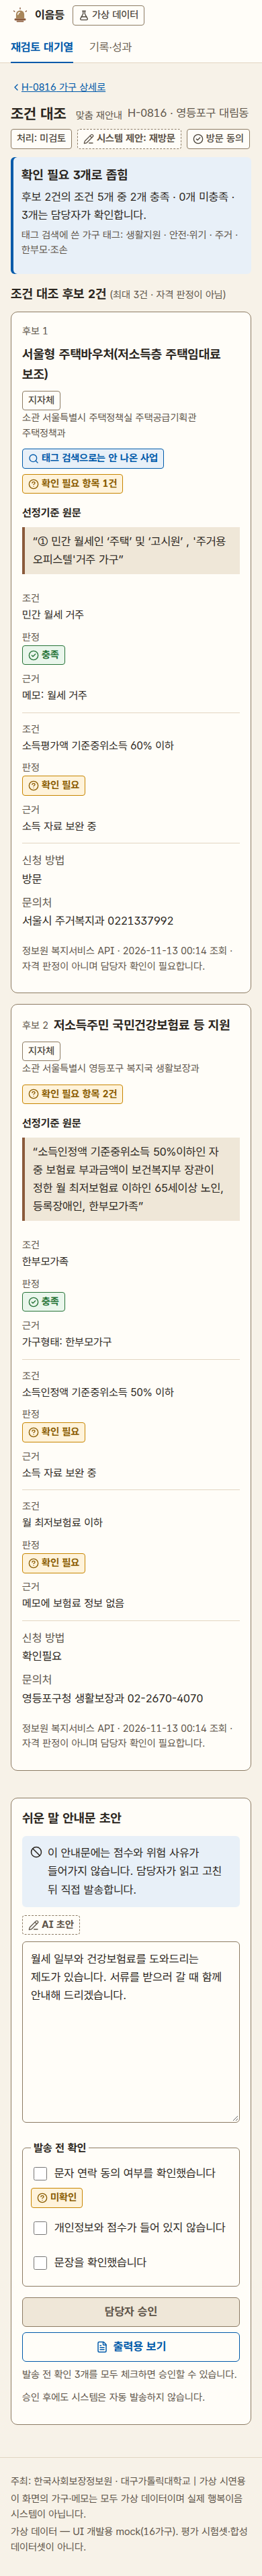 이음동 가상 데이터
재검토 대기열 기록·성과
H-0816 가구 상세로
조건 대조 맞춤 재안내 H-0816 · 영등포구 대림동
처리: 미검토 시스템 제안: 재방문 방문 동의
확인 필요 3개로 좁힘
후보 2건의 조건 5개 중 2개 충족 · 0개 미충족 ·
3개는 담당자가 확인합니다.
태그 검색에 쓴 가구 태그: 생활지원 · 안전·위기 · 주거 ·
한부모·조손
조건 대조 후보 2건 (최대 3건 · 자격 판정이 아님)
후보 1
서울형 주택바우처(저소득층 주택임대료
보조)
지자체
소관 서울특별시 주택정책실 주택공급기획관
주택정책과
태그 검색으로는 안 나온 사업
확인 필요 항목 1건
선정기준 원문
“① 민간 월세인 ‘주택’ 및 ‘고시원’ , '주거용
오피스텔'거주 가구”
조건
민간 월세 거주
판정
충족
근거
메모: 월세 거주
조건
소득평가액 기준중위소득 60% 이하
판정
확인 필요
근거
소득 자료 보완 중
신청 방법
방문
문의처
서울시 주거복지과 0221337992
정보원 복지서비스 API · 2026-11-13 00:14 조회 ·
자격 판정이 아니며 담당자 확인이 필요합니다.
후보 2 저소득주민 국민건강보험료 등 지원
지자체
소관 서울특별시 영등포구 복지국 생활보장과
확인 필요 항목 2건
선정기준 원문
“소득인정액 기준중위소득 50%이하인 자
중 보험료 부과금액이 보건복지부 장관이
정한 월 최저보험료 이하인 65세이상 노인,
등록장애인, 한부모가족”
조건
한부모가족
판정
충족
근거
가구형태: 한부모가구
조건
소득인정액 기준중위소득 50% 이하
판정
확인 필요
근거
소득 자료 보완 중
조건
월 최저보험료 이하
판정
확인 필요
근거
메모에 보험료 정보 없음
신청 방법
확인필요
문의처
영등포구청 생활보장과 02-2670-4070
정보원 복지서비스 API · 2026-11-13 00:14 조회 ·
자격 판정이 아니며 담당자 확인이 필요합니다.
쉬운 말 안내문 초안
이 안내문에는 점수와 위험 사유가
들어가지 않습니다. 담당자가 읽고 고친
뒤 직접 발송합니다.
AI 초안
월세 일부와 건강보험료를 도와드리는
제도가 있습니다. 서류를 받으러 갈 때 함께
안내해 드리겠습니다.
발송 전 확인
문자 연락 동의 여부를 확인했습니다
미확인
개인정보와 점수가 들어 있지 않습니다
문장을 확인했습니다
담당자 승인
출력용 보기
발송 전 확인 3개를 모두 체크하면 승인할 수 있습니다.
승인 후에도 시스템은 자동 발송하지 않습니다.
주최: 한국사회보장정보원 · 대구가톨릭대학교 | 가상 시연용
이 화면의 가구·메모는 모두 가상 데이터이며 실제 행복이음
시스템이 아닙니다.
가상 데이터 — UI 개발용 mock(16가구). 평가 시험셋·합성
데이터셋이 아니다.